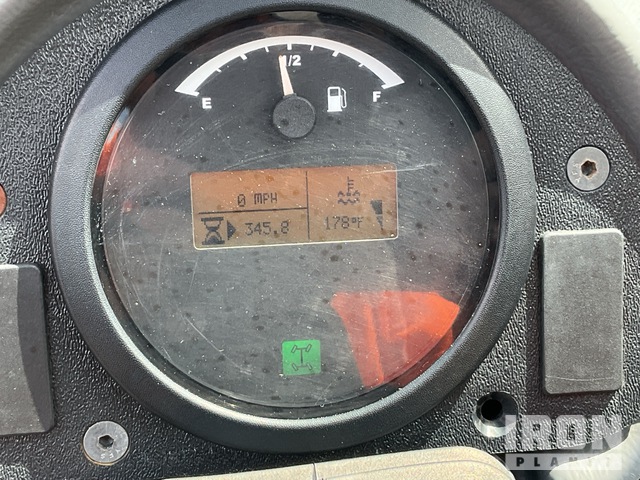 1/2
E F
0 MPH
345.8 178°F
IRON
PLANET